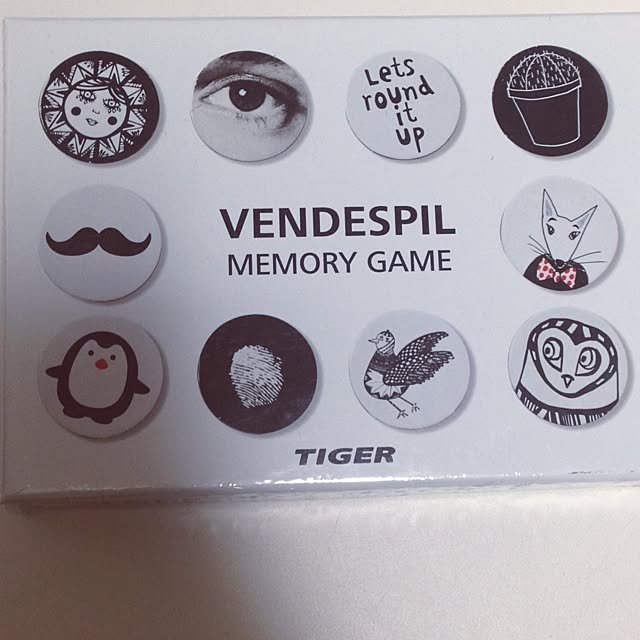 Lets
round
it
up
VENDESPIL
MEMORY GAME
TIGER